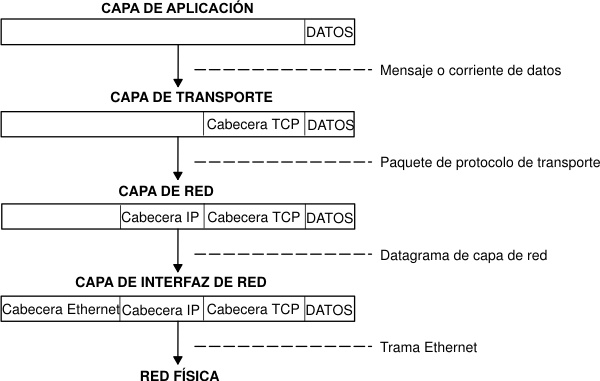 CAPA DE APLICACIÓN
DATOS
Mensaje o corriente de datos
CAPA DE TRANSPORTE
Cabecera TCP DATOS
Paquete de protocolo de transporte
CAPA DE RED
Cabecera IP Cabecera TCP DATOS
Datagrama de capa de red
CAPA DE INTERFAZ DE RED
Cabecera Ethernet Cabecera IP Cabecera TCP DATOS
Trama Ethernet
RED FÍSICA